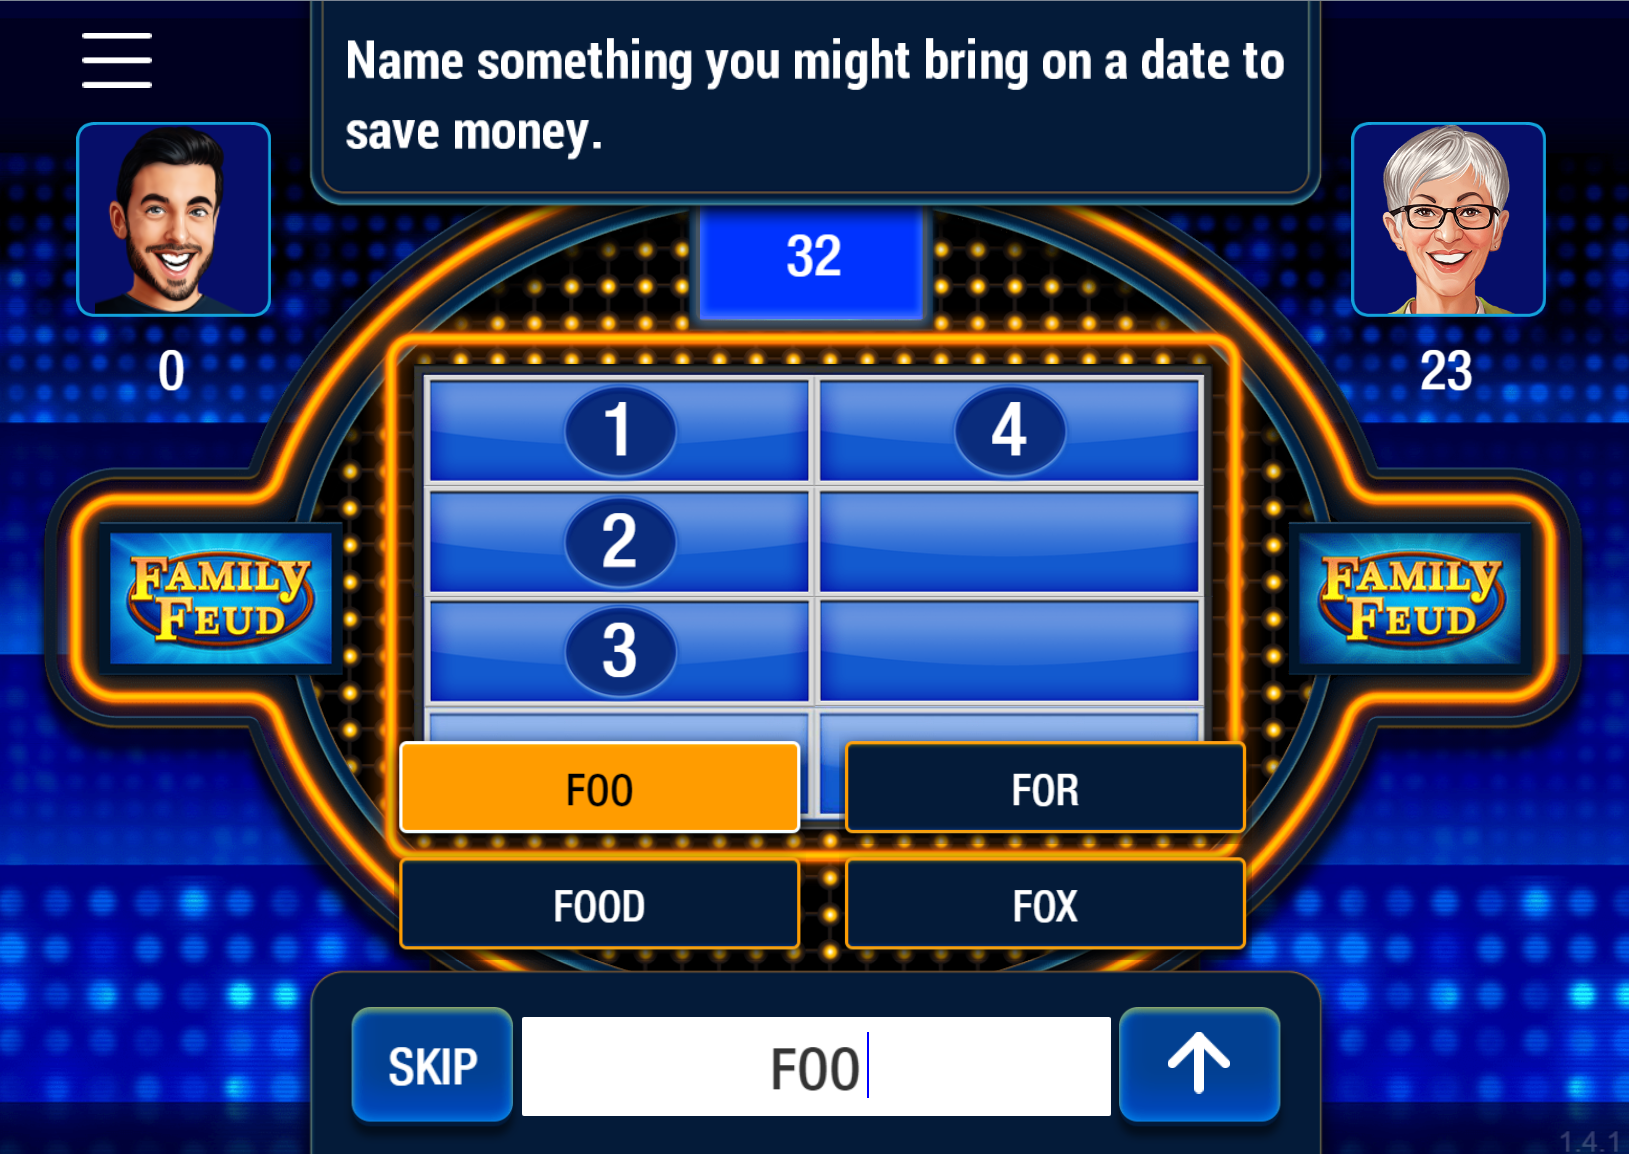 Name something you might bring on a date to
save money.
32
0
23
1
4
2
3
FAMILY
FEUD
FAMILY
FEUD
FOO
FOR
FOOD
FOX
SKIP
FOO
1.4.1